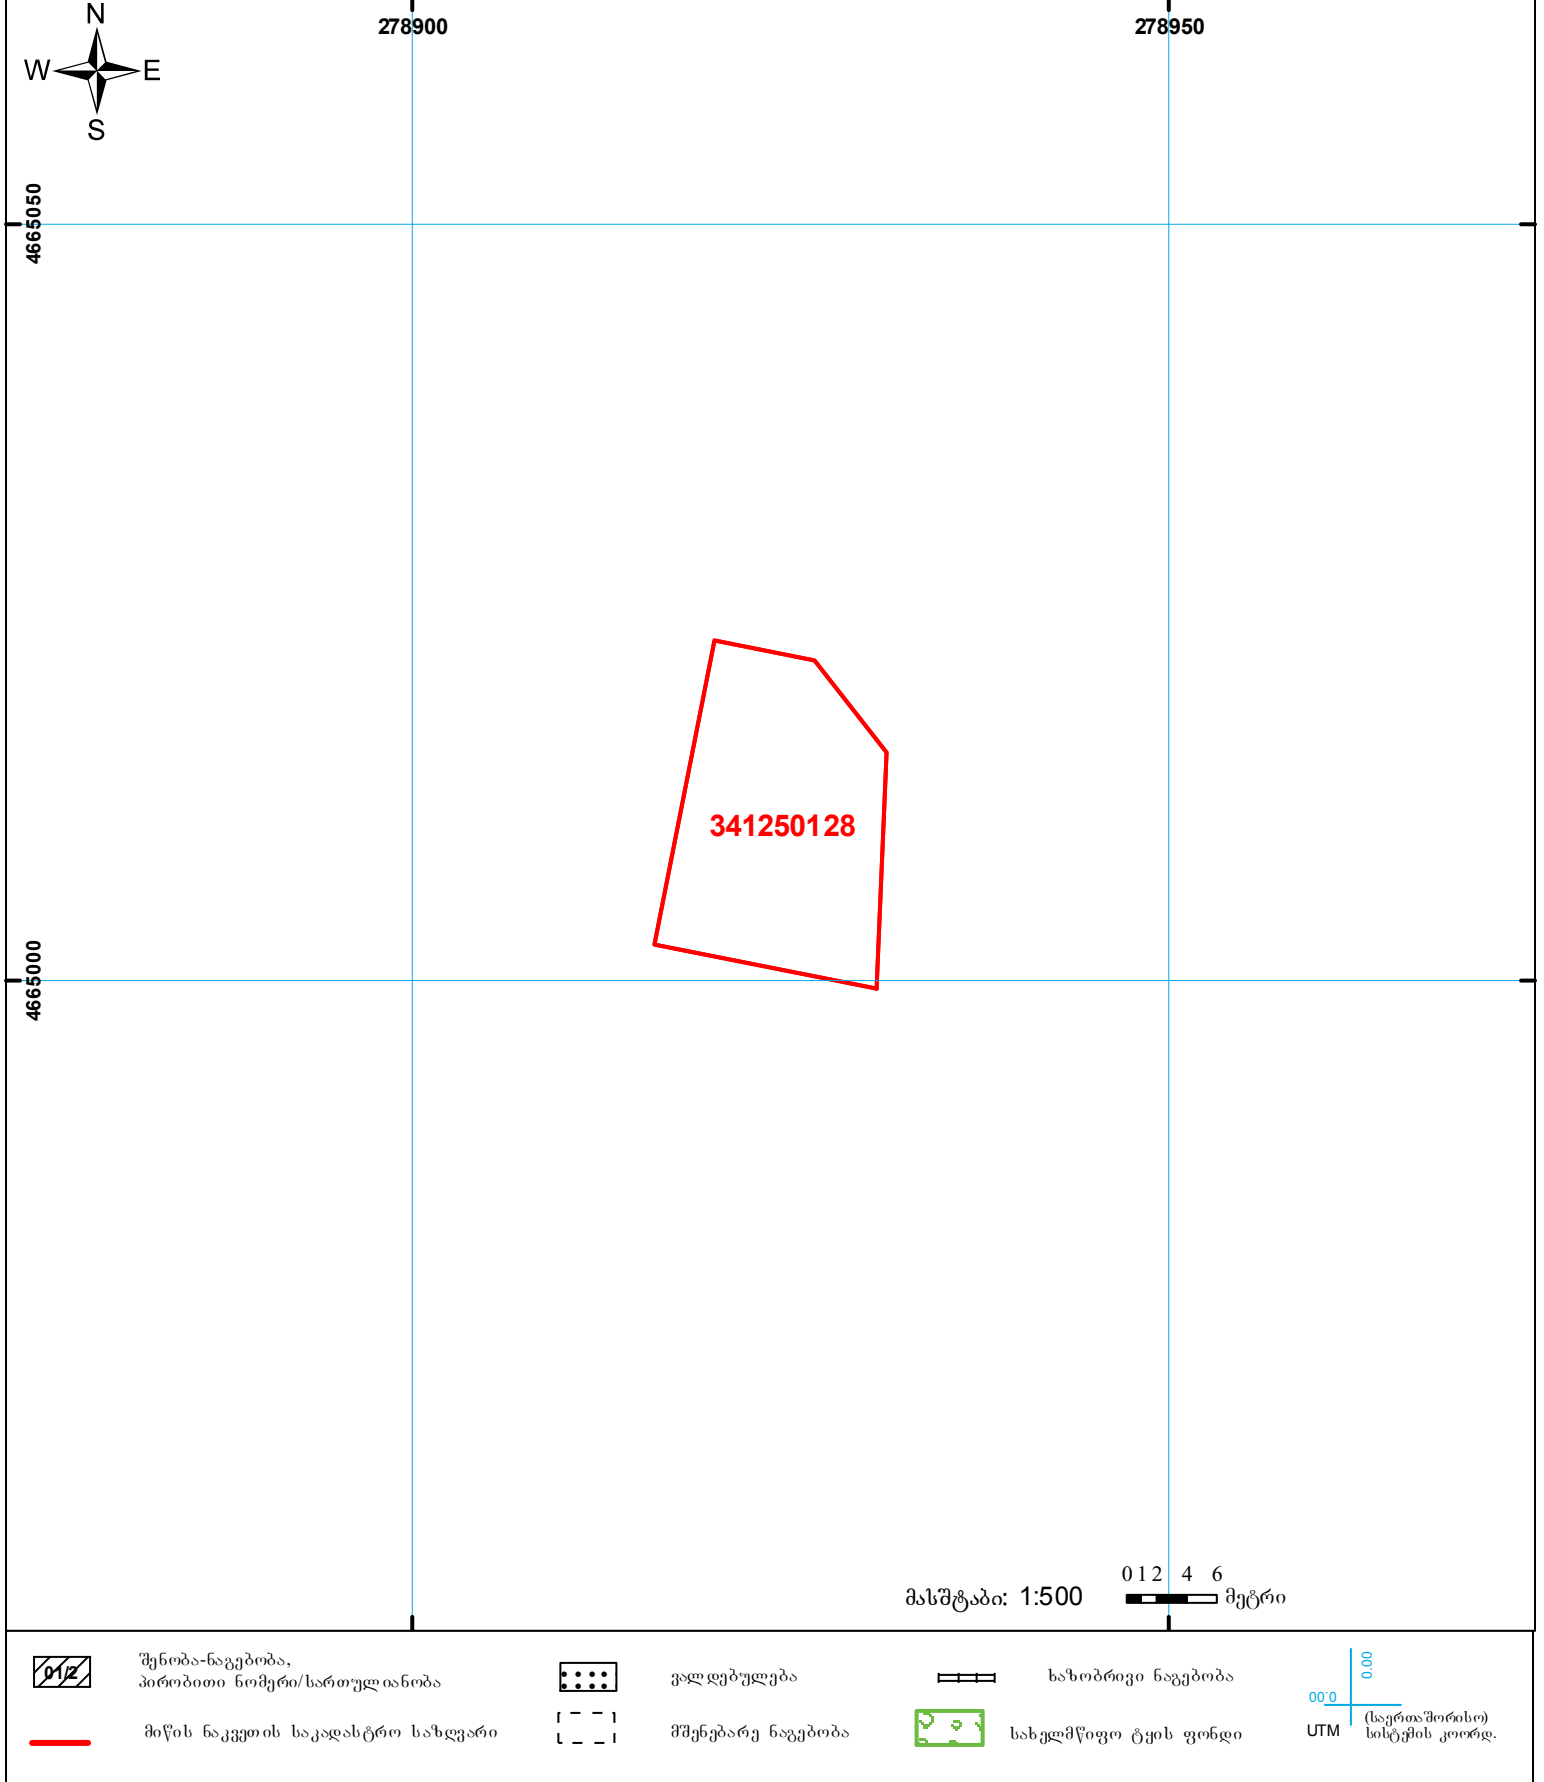 N
278900
278950
W
E
S
4665050
341250128
4665000
0 1 2 4 6
მასშტაბი: 1:500
მეტრი
01/2
შენობა-ნაგებობა,
პირობითი ნომერი/სართულიანობა
ვალდებულება
ხაზობრივი ნაგებობა
00.0
00.0
მიწის ნაკვეთის საკადასტრო საზღვარი
მშენებარე ნაგებობა
სახელმწიფო ტყის ფონდი
UTM
(საერთაშორისო)
სისტემის კოორდ.